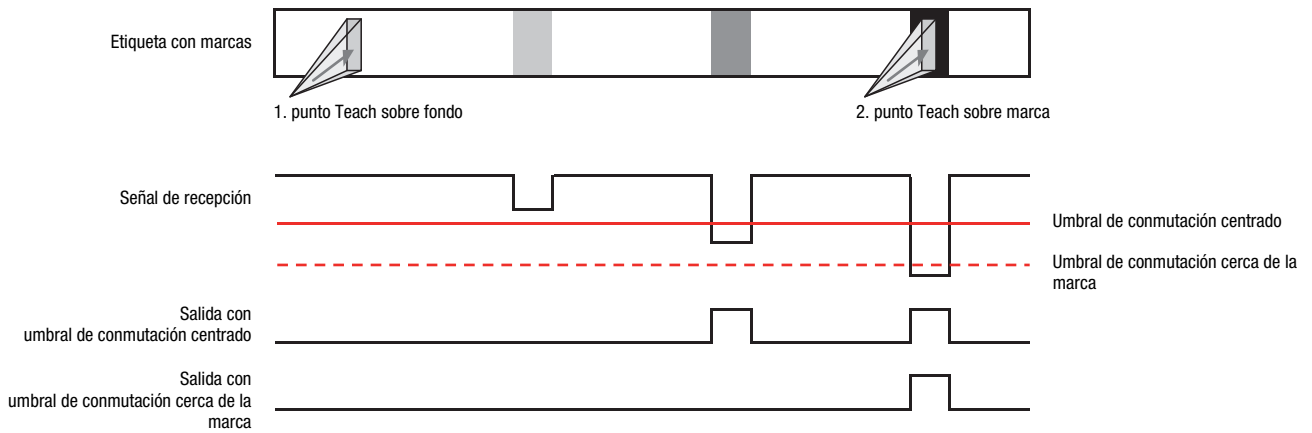 Etiqueta con marcas
1. punto Teach sobre fondo
2. punto Teach sobre marca
Señal de recepción
Umbral de conmutación centrado
Umbral de conmutación cerca de la
marca
Salida con
umbral de conmutación centrado
Salida con
umbral de conmutación cerca de la
marca